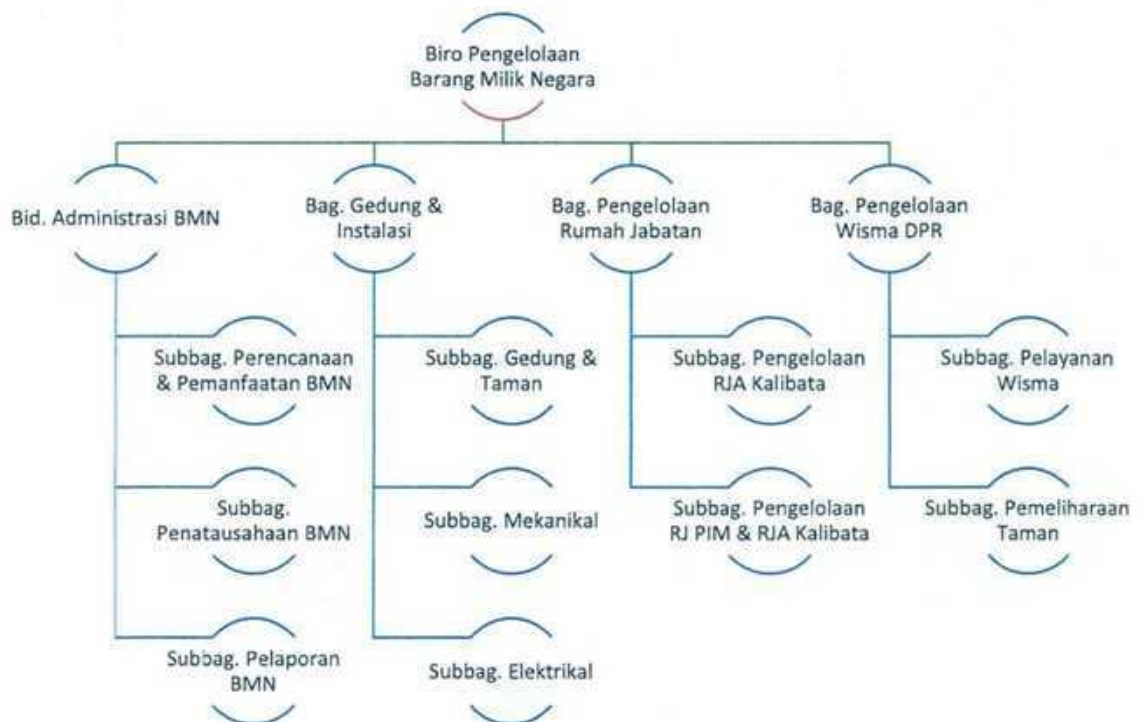 Biro Pengelolaan
Barang Milik Negara
Bid. Administrasi BMN
Bag. Gedung &
Instalasi
Bag. Pengelolaan
Rumah Jabatan
Bag. Pengelolaan
Wisma DPR
Subbag. Perencanaan
& Pemanfaatan BMN
Subbag. Gedung &
Taman
Subbag. Pengelolaan
RJA Kalibata
Subbag. Pelayanan
Wisma
Subbag.
Penatausahaan BMN
Subbag. Mekanikal
Subbag. Pengelolaan
RJ PIM & RJA Kalibata
Subbag. Pemeliharaan
Taman
Subbag. Pelaporan
BMN
Subbag. Elektrikal